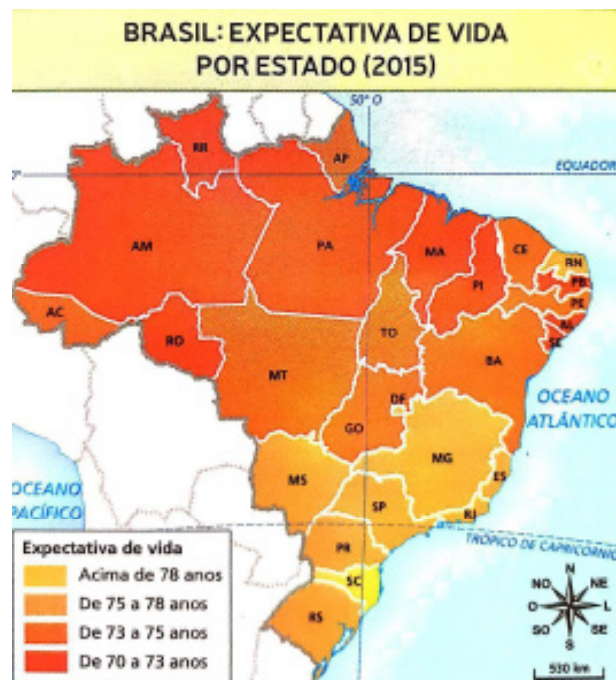 BRASIL: EXPECTATIVA DE VIDA
POR ESTADO (2015)
50° O
RR
AP
EQUADOR
0°
AM
PA
MA
CE
RN
PB
PI
PE
AC
AL
TO
SE
RO
BA
MT
DF
OCEANO
ATLÂNTICO
GO
MG
MS
ES
OCEANO
PACÍFICO
SP
RJ
TRÓPICO DE CAPRICÓRNIO
PR
Expectativa de vida
Acima de 78 anos
SC
De 75 a 78 anos
RS
De 73 a 75 anos
De 70 a 73 anos
N
NO
NE
O
L
SO
SE
S
530 km